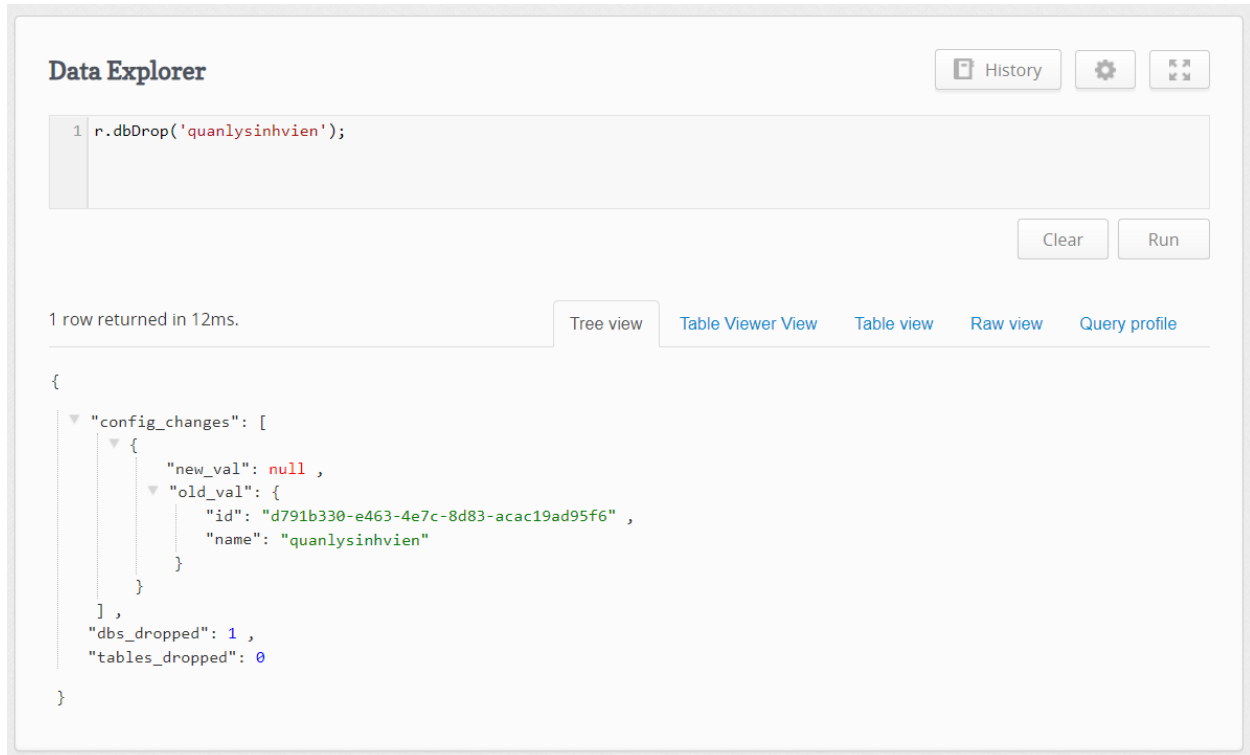 Data Explorer
History
1 r.dbDrop('quanlysinhvien');
Clear Run
1 row returned in 12ms.
Tree view Table Viewer View Table view Raw view Query profile
{
"config_changes": [
{
"new_val": null ,
"old_val": {
"id": "d791b330-e463-4e7c-8d83-acac19ad95f6" ,
"name": "quanlysinhvien"
}
}
] ,
"dbs_dropped": 1 ,
"tables_dropped": 0
}